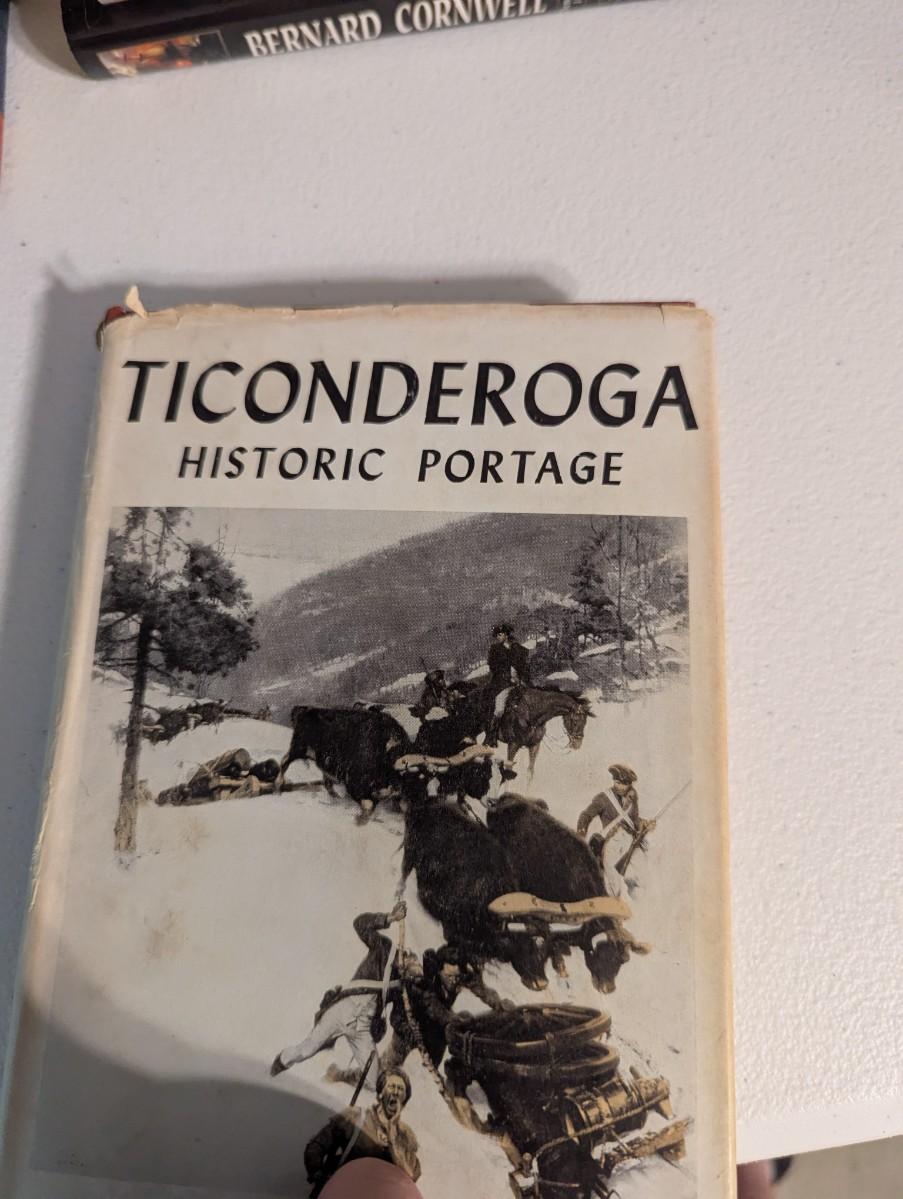 BERNARD CORNWELL
TICONDEROGA
HISTORIC PORTAGE